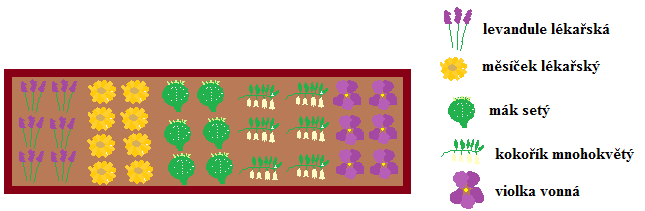 levandule lékařská
měsíček lékařský
mák setý
kokořík mnohokvětý
violka vonná